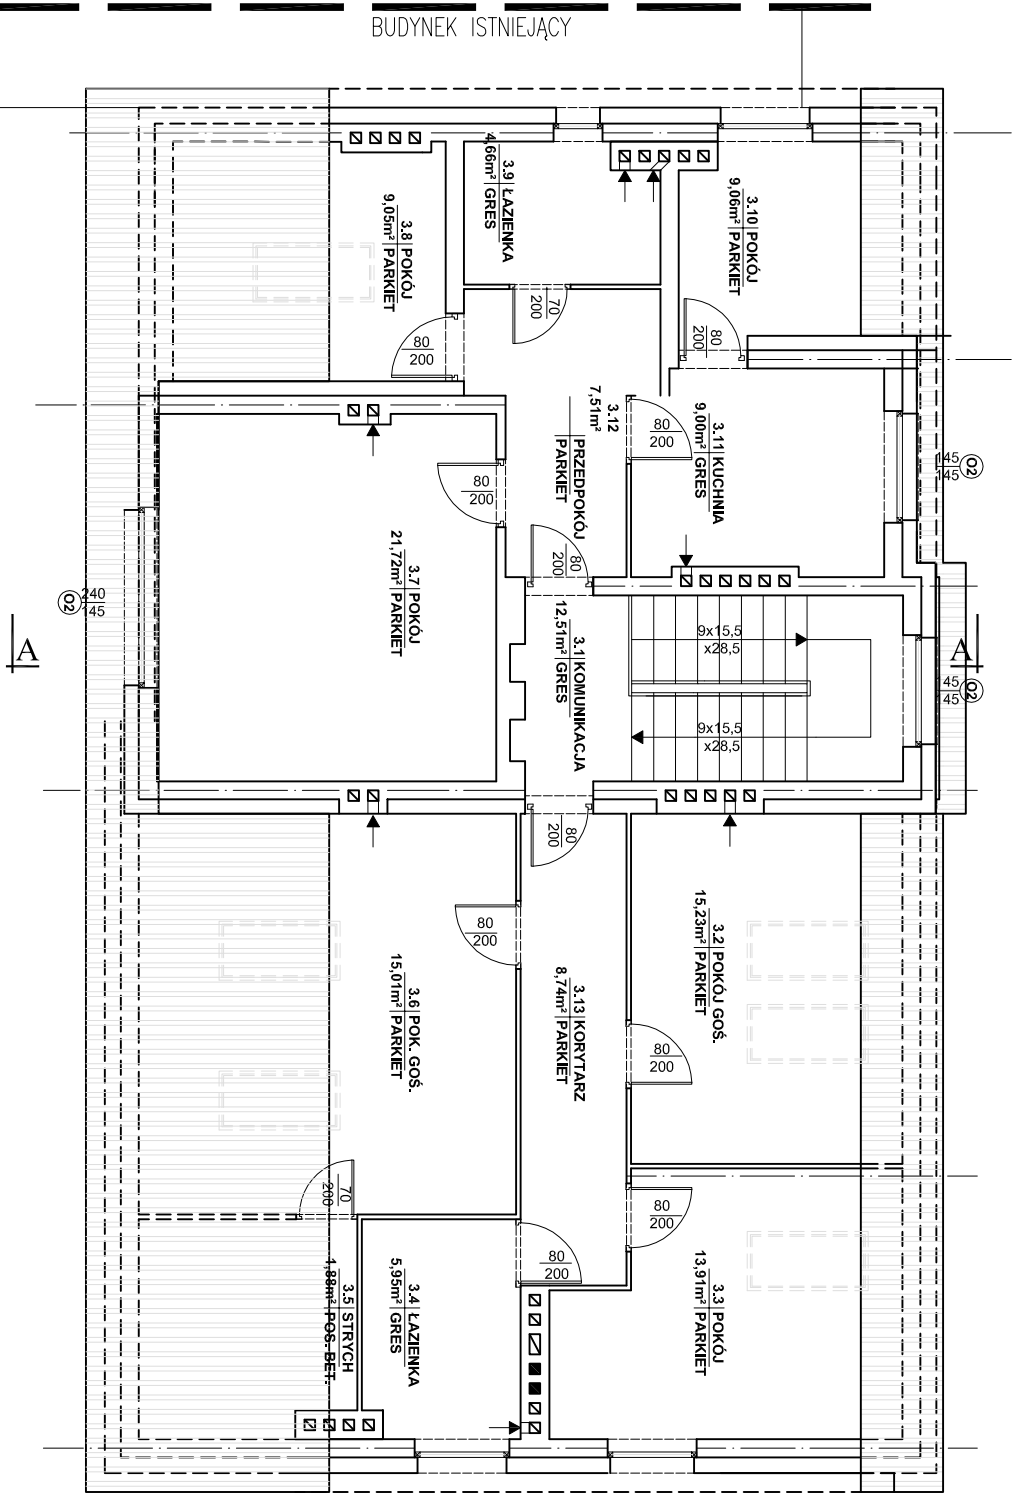 BUDYNEK ISTNIEJĄCY
3.9 ŁAZIENKA
4,66m² GRES
3.8 POKÓJ
9,05m² PARKIET
3.10 POKÓJ
9,06m² PARKIET
70
200
80
200
80
200
3.12 PRZEDPOKÓJ
7,51m² PARKIET
80
200
3.11 KUCHNIA
9,00m² GRES
145
145
O2
80
200
3.7 POKÓJ
21,72m² PARKIET
80
200
O2
240
145
A
3.1 KOMUNIKACJA
12,51m² GRES
9x15,5
x28,5
9x15,5
x28,5
A
45
45
O2
80
200
3.2 POKÓJ GOŚ.
15,23m² PARKIET
80
200
3.6 POK. GOŚ.
15,01m² PARKIET
3.13 KORYTARZ
8,74m² PARKIET
80
200
70
200
80
200
80
200
3.3 POKÓJ
13,91m² PARKIET
3.4 ŁAZIENKA
5,95m² GRES
3.5 STRYCH
1,88m² POS. BET.